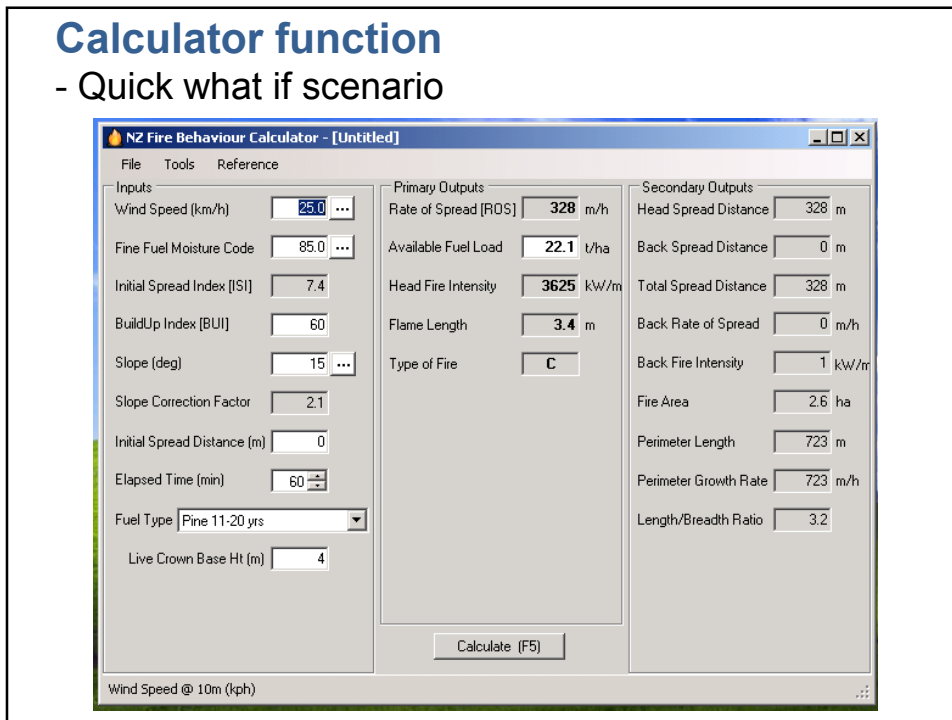 Calculator function
- Quick what if scenario
NZ Fire Behaviour Calculator - [Untitled]
File Tools Reference
Inputs
Wind Speed (km/h) 25.0 ...
Fine Fuel Moisture Code 85.0 ...
Initial Spread Index [ISI] 7.4
BuildUp Index [BUI] 60
Slope (deg) 15 ...
Slope Correction Factor 2.1
Initial Spread Distance (m) 0
Elapsed Time (min) 60
Fuel Type Pine 11-20 yrs
Live Crown Base Ht (m) 4
Primary Outputs
Rate of Spread [ROS] 328 m/h
Available Fuel Load 22.1 t/ha
Head Fire Intensity 3625 kW/m
Flame Length 3.4 m
Type of Fire C
Calculate (F5)
Secondary Outputs
Head Spread Distance 328 m
Back Spread Distance 0 m
Total Spread Distance 328 m
Back Rate of Spread 0 m/h
Back Fire Intensity 1 kW/m
Fire Area 2.6 ha
Perimeter Length 723 m
Perimeter Growth Rate 723 m/h
Length/Breadth Ratio 3.2
Wind Speed @ 10m (kph)